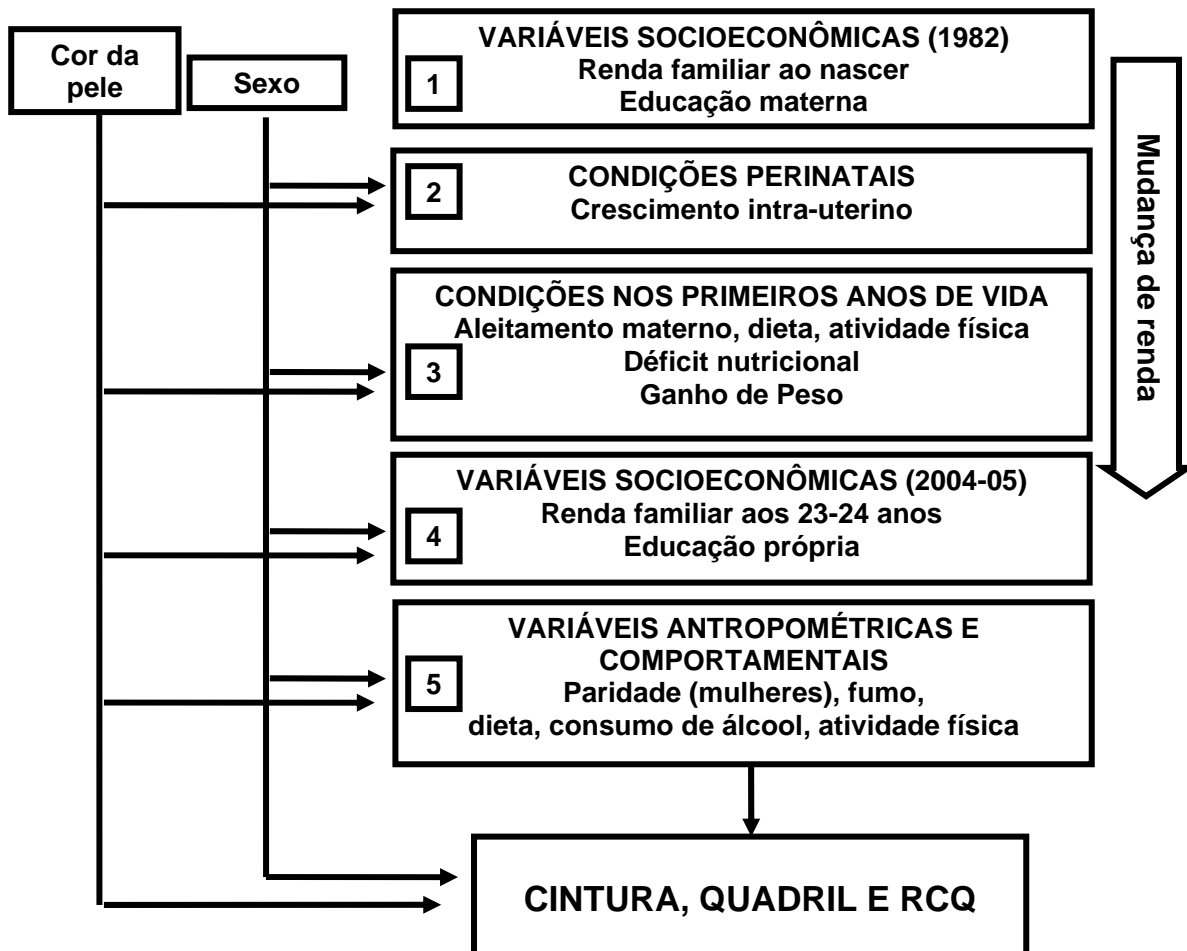 Cor da
pele
Sexo
VARIÁVEIS SOCIOECONÔMICAS (1982)
1
Renda familiar ao nascer
Educação materna
CONDIÇÕES PERINATAIS
2
Crescimento intra-uterino
CONDIÇÕES NOS PRIMEIROS ANOS DE VIDA
Aleitamento materno, dieta, atividade física
3
Déficit nutricional
Ganho de Peso
VARIÁVEIS SOCIOECONÔMICAS (2004-05)
Renda familiar aos 23-24 anos
4
Educação própria
VARIÁVEIS ANTROPOMÉTRICAS E
COMPORTAMENTAIS
5
Paridade (mulheres), fumo,
dieta, consumo de álcool, atividade física
Mudança de renda
CINTURA, QUADRIL E RCQ